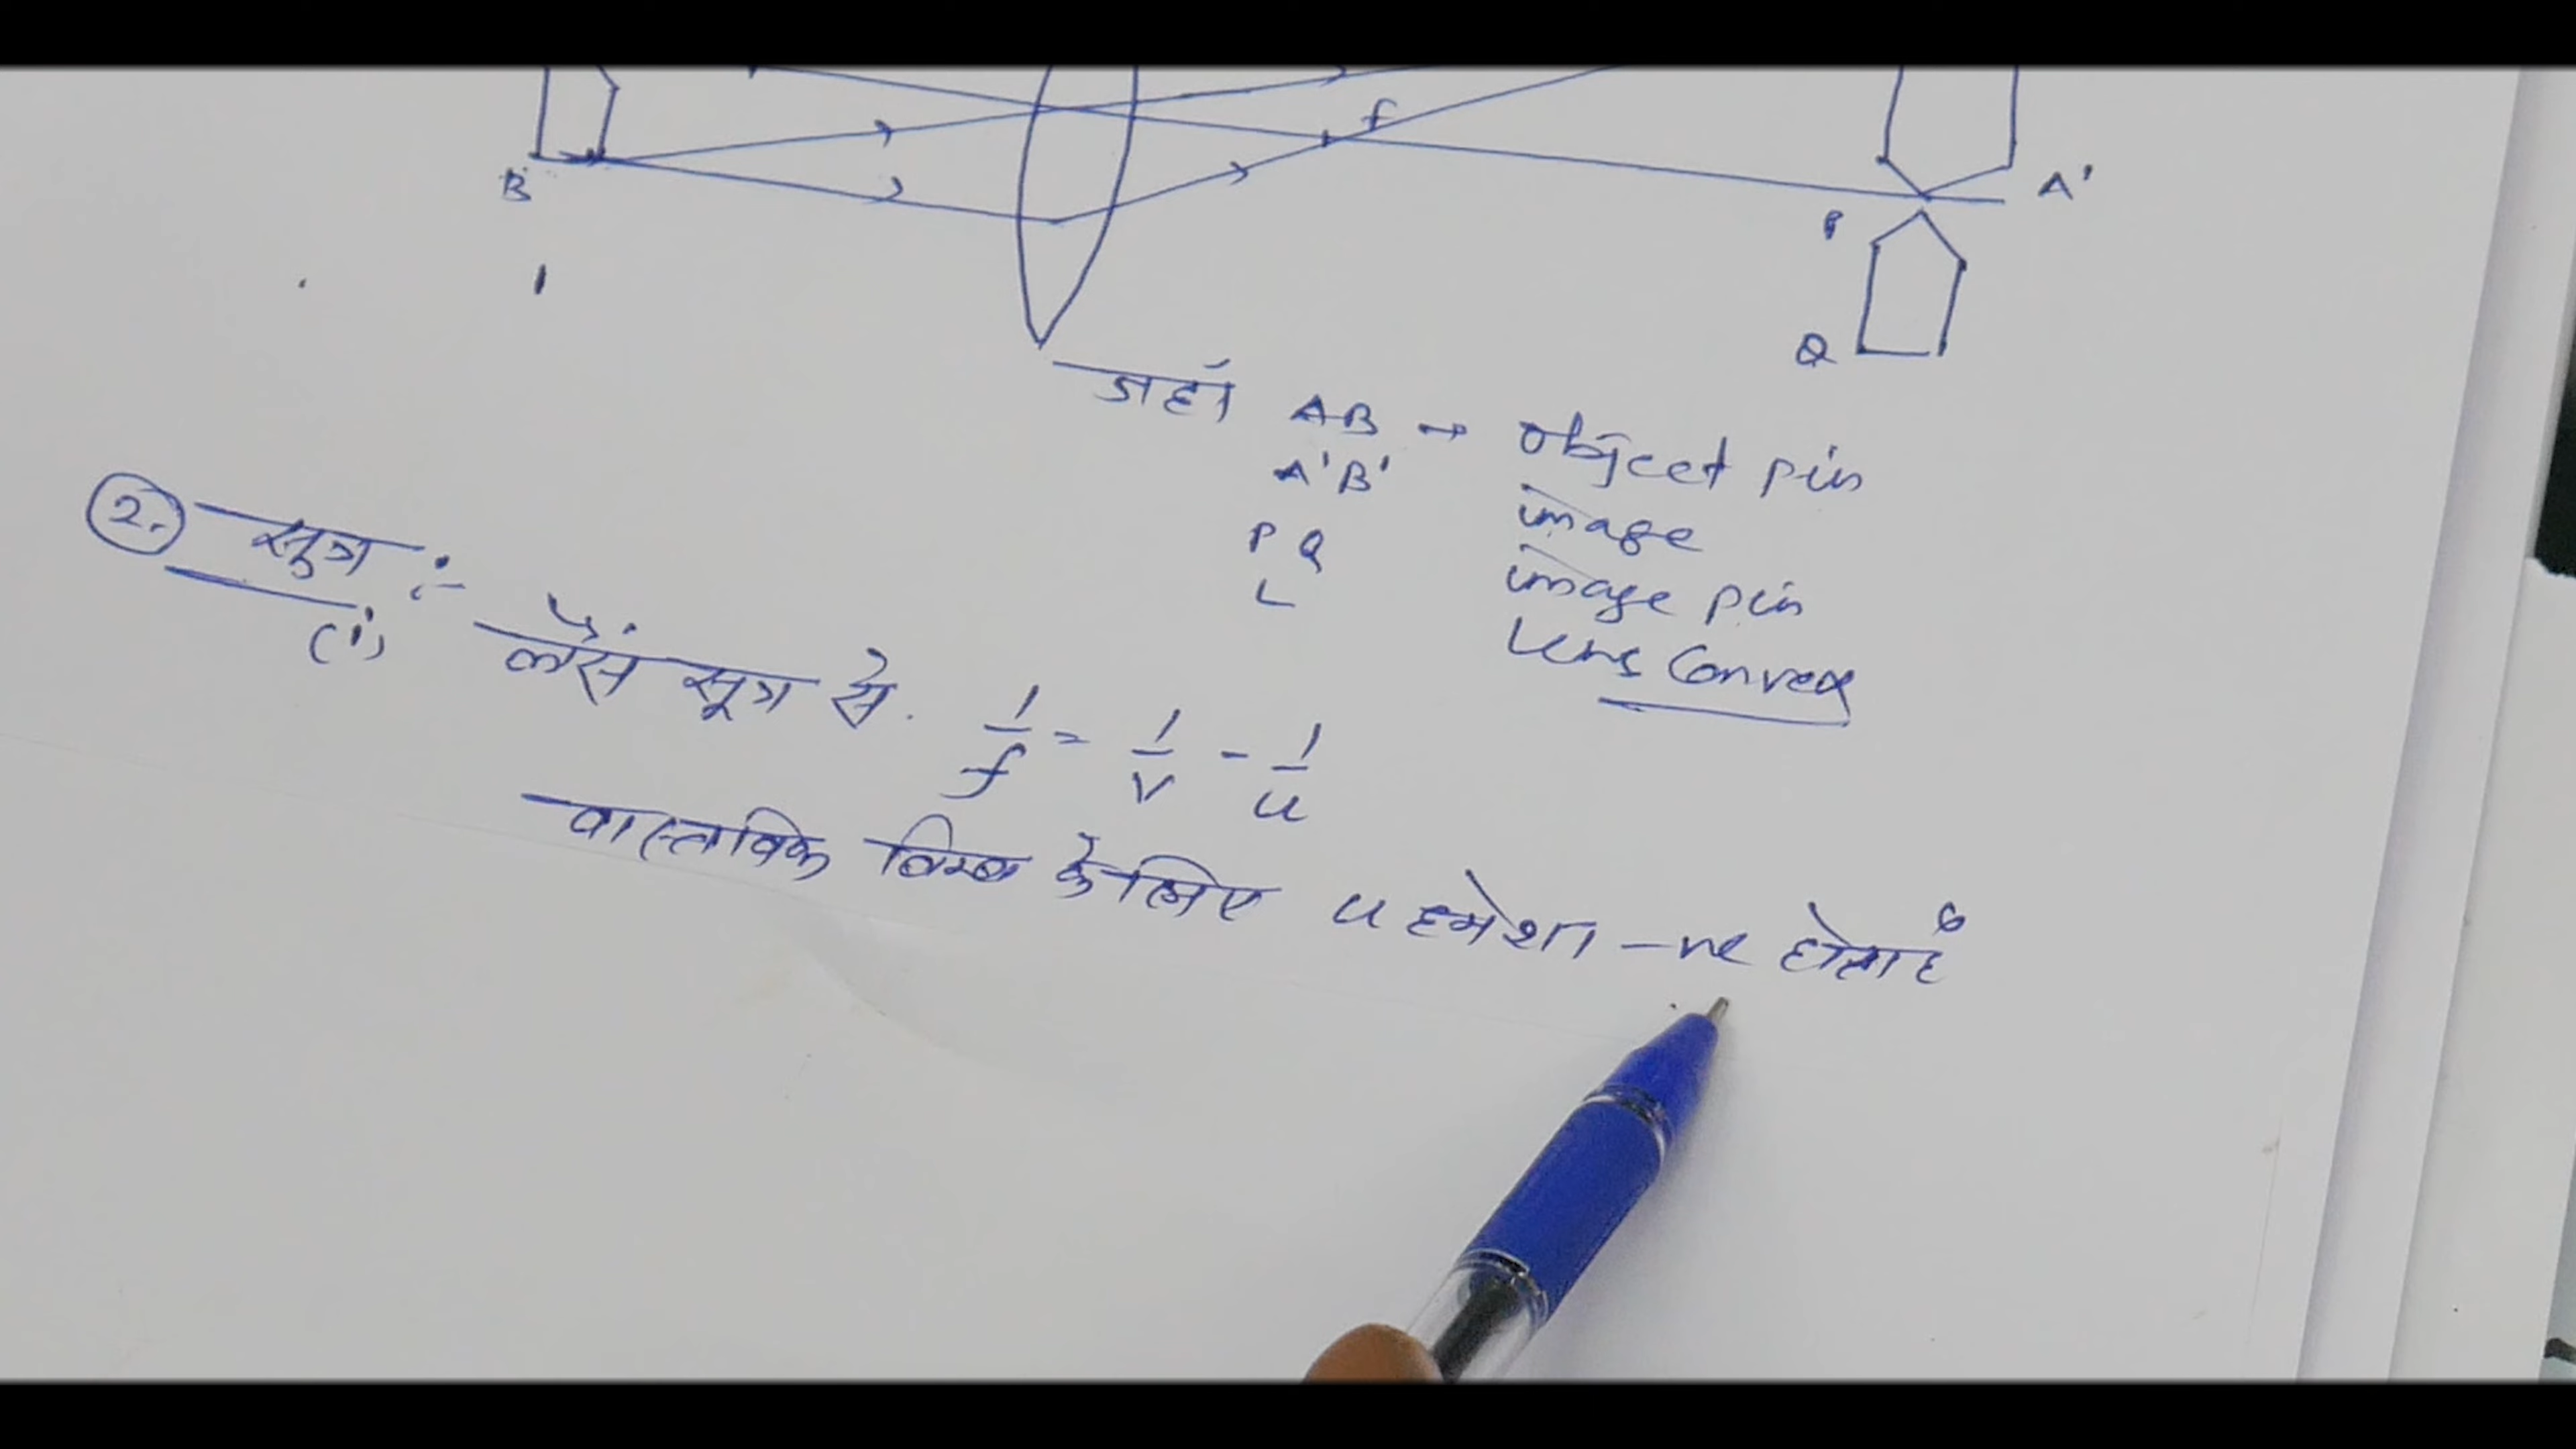 f
B
A'
P
Q
जहाँ AB → object pin
A'B' image
PQ image pin
L Lens Convex
2. सूत्र :-
(i) लेंस सूत्र से. 1/f = 1/v - 1/u
वास्तविक बिम्ब के लिए u हमेशा -ve होता है